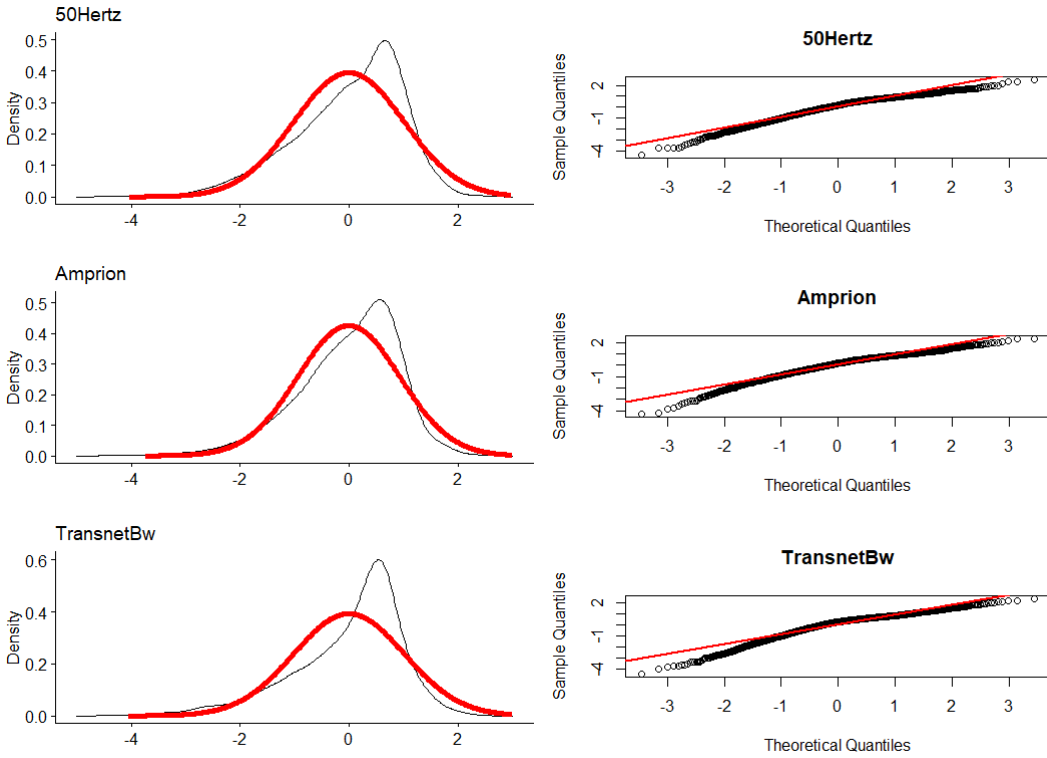 50Hertz
0.5
0.4
0.3
0.2
0.1
0.0
Density
-4 -2 0 2
50Hertz
Sample Quantiles
2
-1
-4
-3 -2 -1 0 1 2 3
Theoretical Quantiles
Amprion
0.5
0.4
0.3
0.2
0.1
0.0
Density
-4 -2 0 2
Amprion
Sample Quantiles
2
-1
-4
-3 -2 -1 0 1 2 3
Theoretical Quantiles
TransnetBw
0.6
0.4
0.2
0.0
Density
-4 -2 0 2
TransnetBw
Sample Quantiles
2
-1
-4
-3 -2 -1 0 1 2 3
Theoretical Quantiles